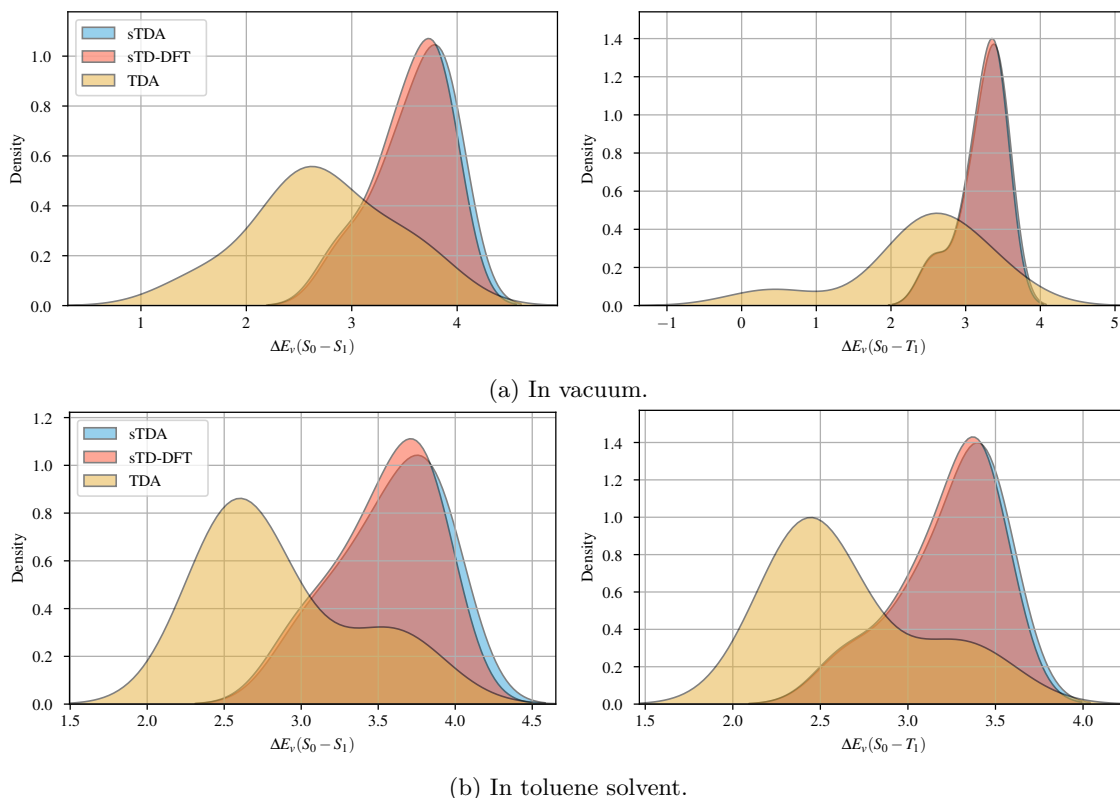 sTDA
sTD-DFT
TDA
Density
0.0
0.2
0.4
0.6
0.8
1.0
1 2 3 4
ΔE_v(S_0 − S_1)
Density
0.0
0.2
0.4
0.6
0.8
1.0
1.2
1.4
−1 0 1 2 3 4 5
ΔE_v(S_0 − T_1)
(a) In vacuum.
sTDA
sTD-DFT
TDA
Density
0.0
0.2
0.4
0.6
0.8
1.0
1.2
1.5 2.0 2.5 3.0 3.5 4.0 4.5
ΔE_v(S_0 − S_1)
Density
0.0
0.2
0.4
0.6
0.8
1.0
1.2
1.4
1.5 2.0 2.5 3.0 3.5 4.0
ΔE_v(S_0 − T_1)
(b) In toluene solvent.